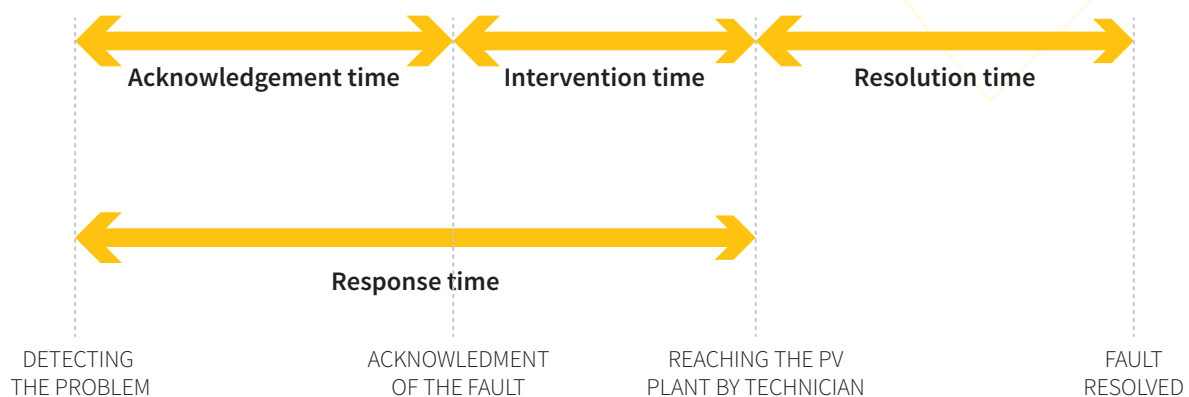 Acknowledgement time
Intervention time
Resolution time
Response time
DETECTING
THE PROBLEM
ACKNOWLEDMENT
OF THE FAULT
REACHING THE PV
PLANT BY TECHNICIAN
FAULT
RESOLVED